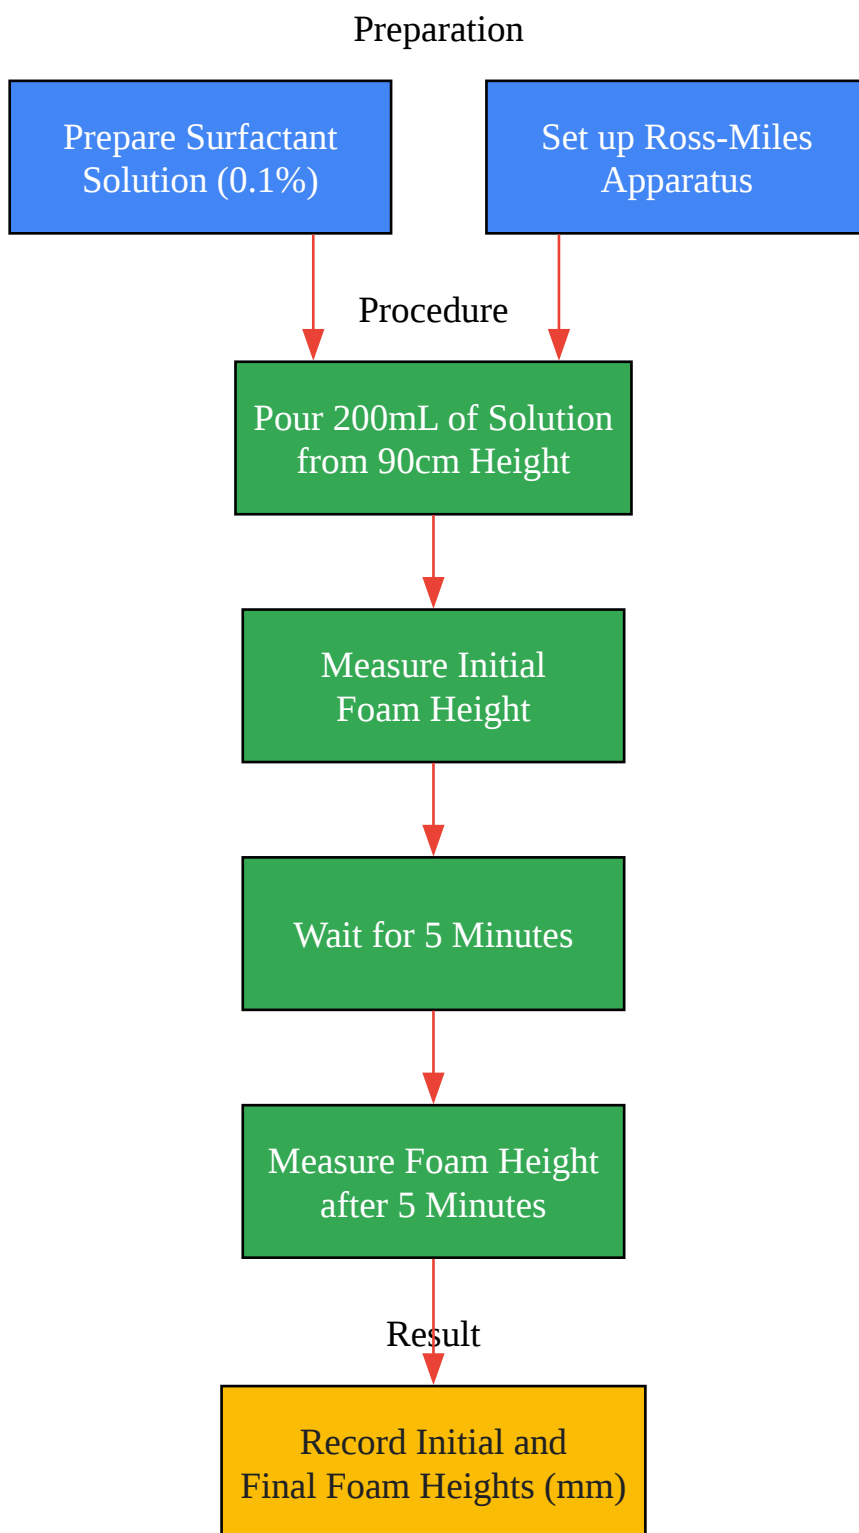 Preparation
Prepare Surfactant
Solution (0.1%)
Set up Ross-Miles
Apparatus
Procedure
Pour 200mL of Solution
from 90cm Height
Measure Initial
Foam Height
Wait for 5 Minutes
Measure Foam Height
after 5 Minutes
Result
Record Initial and
Final Foam Heights (mm)